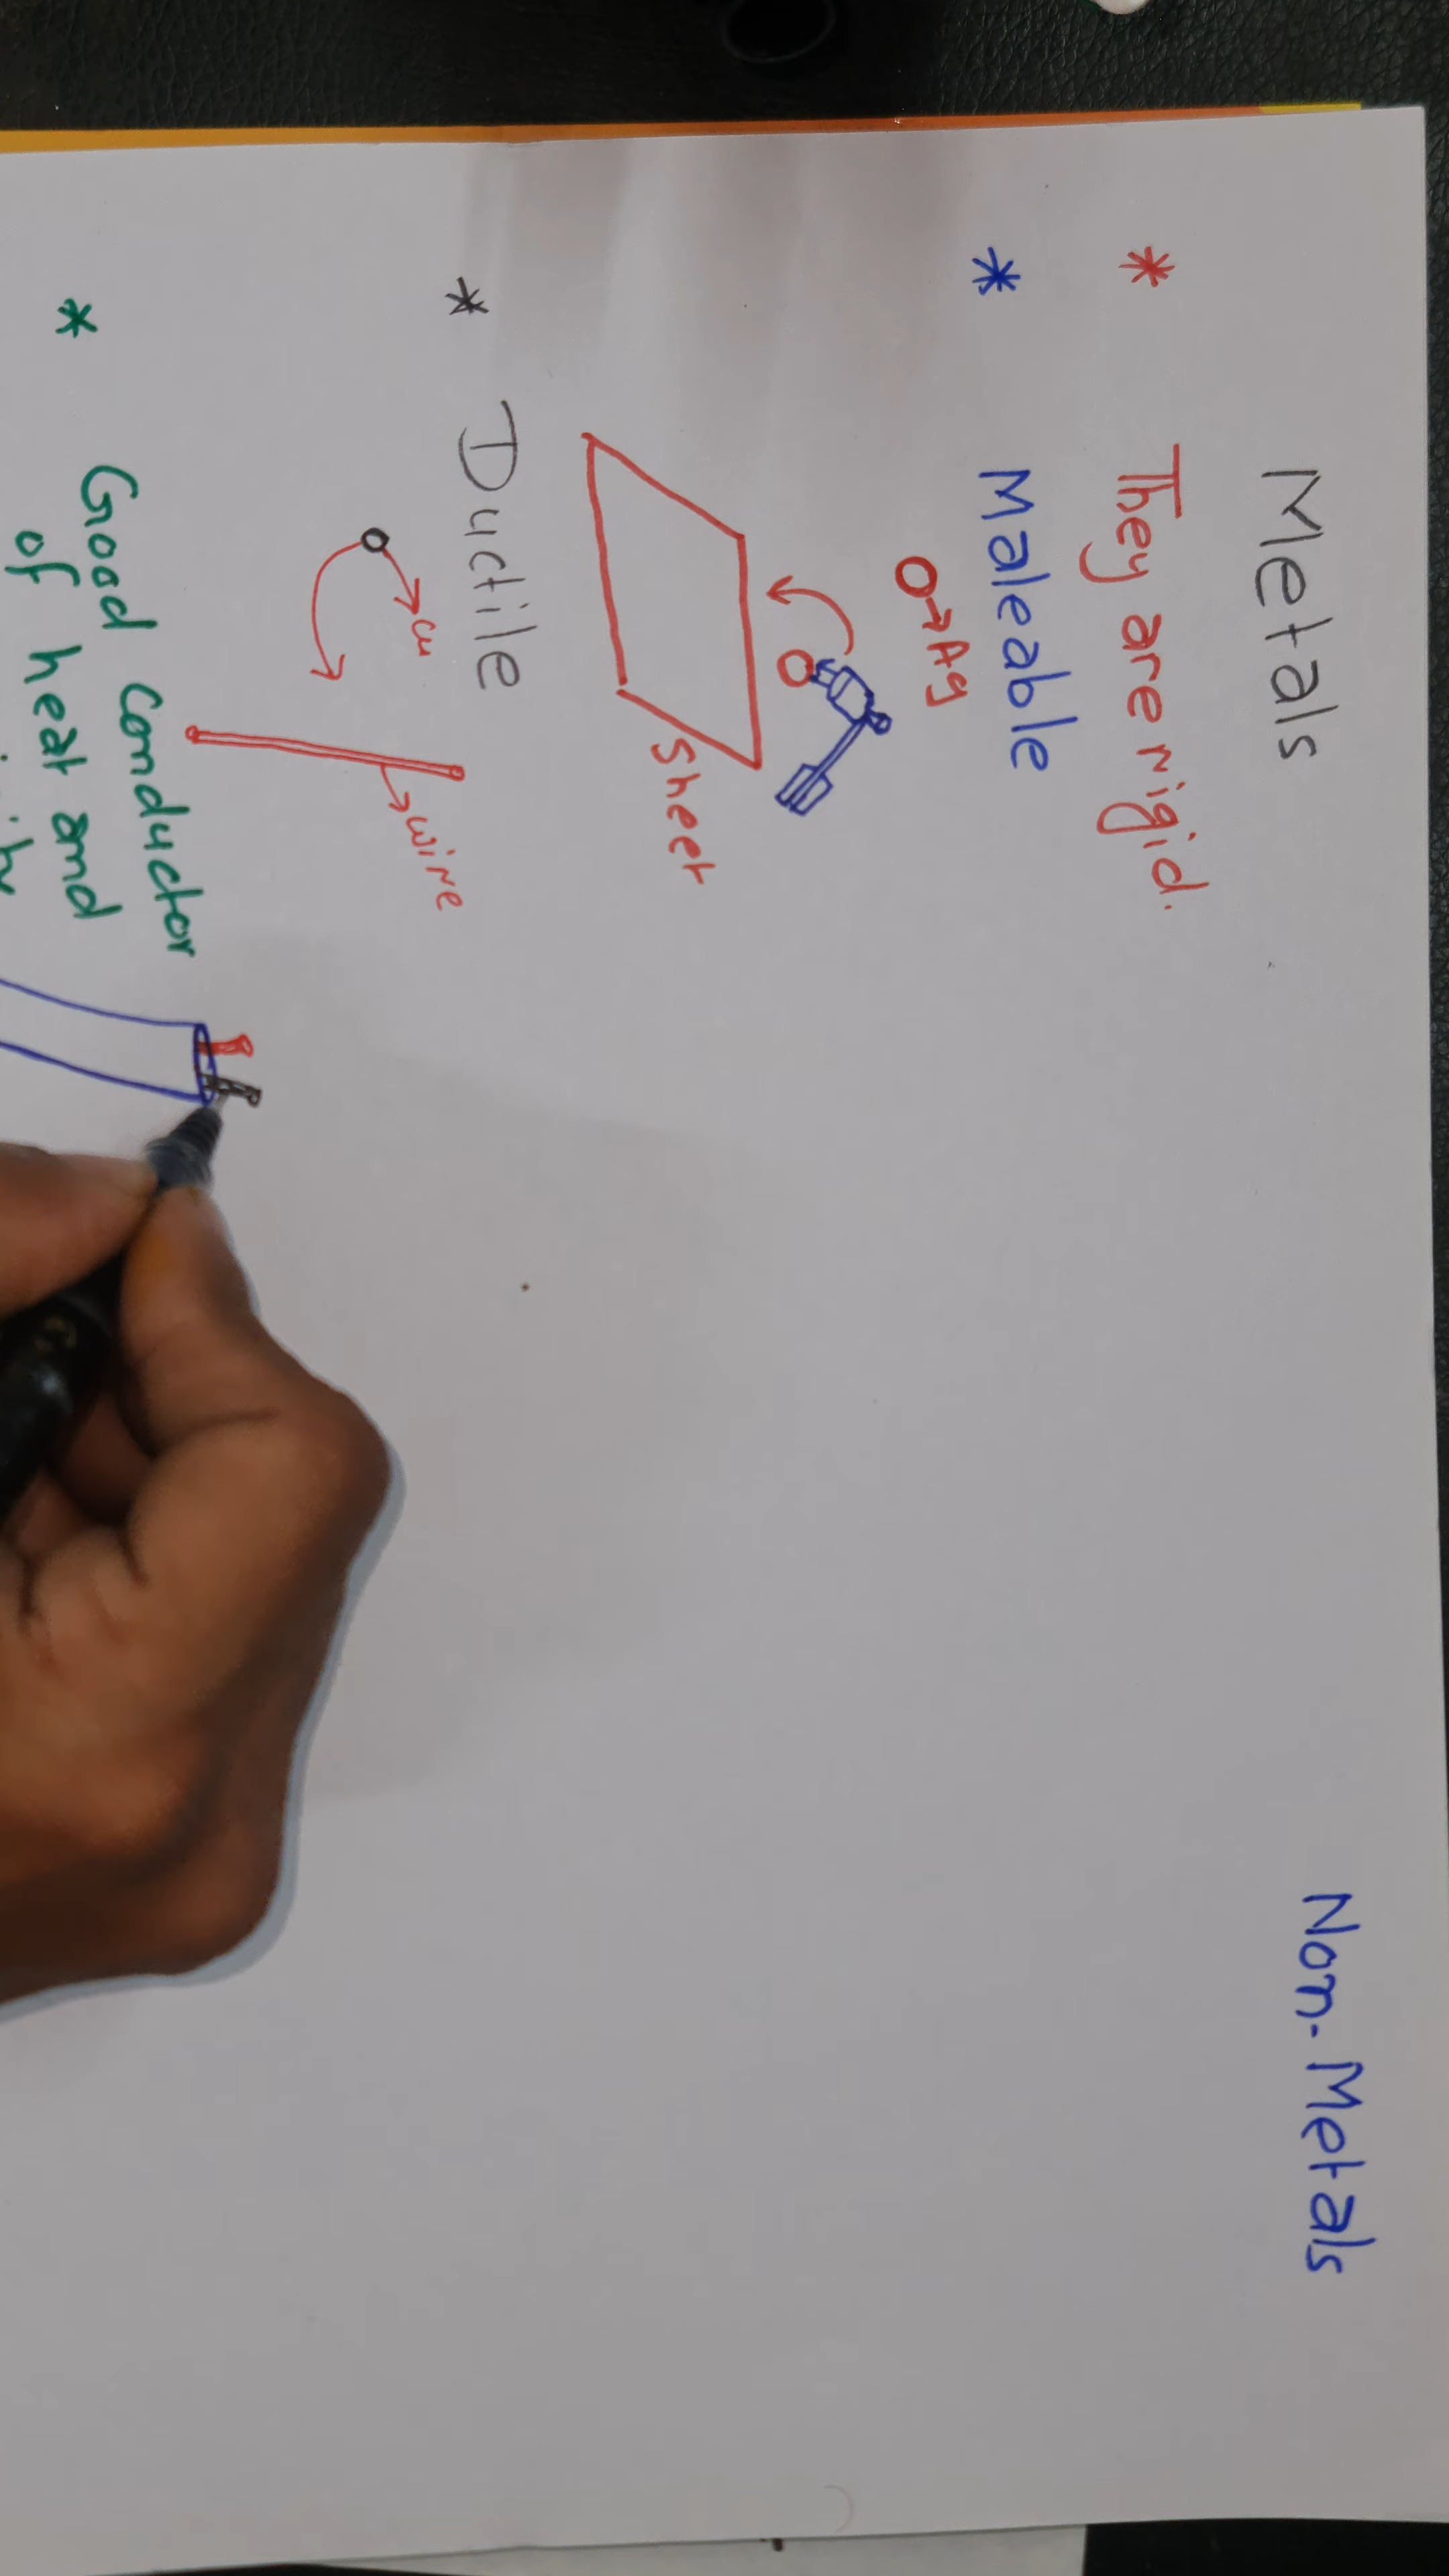 Metals
Non-Metals
* They are rigid.
* Maleable
O→Ag
Sheet
* Ductile
Cu
wire
* Good conductor
of heat and